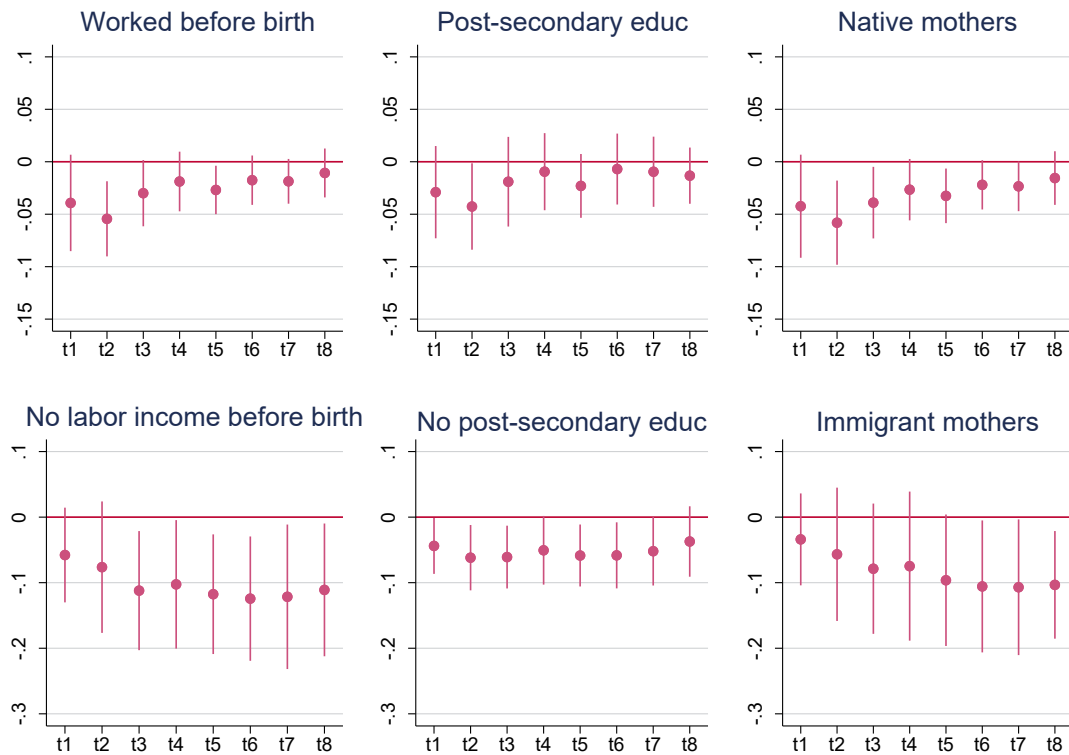 Worked before birth
.1
.05
0
-.05
-.1
-.15
t1 t2 t3 t4 t5 t6 t7 t8
Post-secondary educ
.1
.05
0
-.05
-.1
-.15
t1 t2 t3 t4 t5 t6 t7 t8
Native mothers
.1
.05
0
-.05
-.1
-.15
t1 t2 t3 t4 t5 t6 t7 t8
No labor income before birth
.1
0
-.1
-.2
-.3
t1 t2 t3 t4 t5 t6 t7 t8
No post-secondary educ
.1
0
-.1
-.2
-.3
t1 t2 t3 t4 t5 t6 t7 t8
Immigrant mothers
.1
0
-.1
-.2
-.3
t1 t2 t3 t4 t5 t6 t7 t8